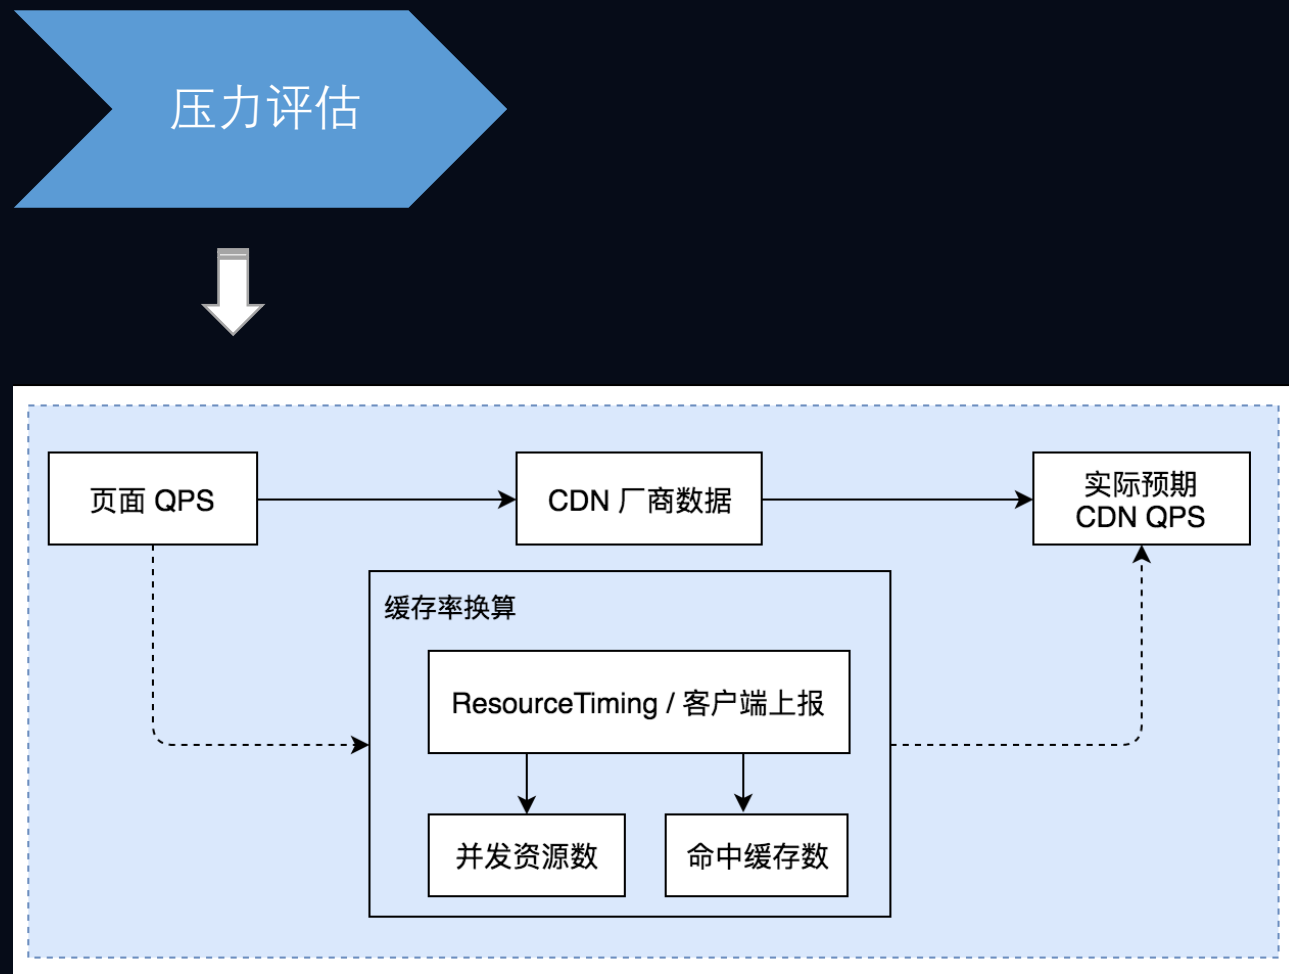 压力评估
页面 QPS
CDN 厂商数据
实际预期
CDN QPS
缓存率换算
ResourceTiming / 客户端上报
并发资源数
命中缓存数